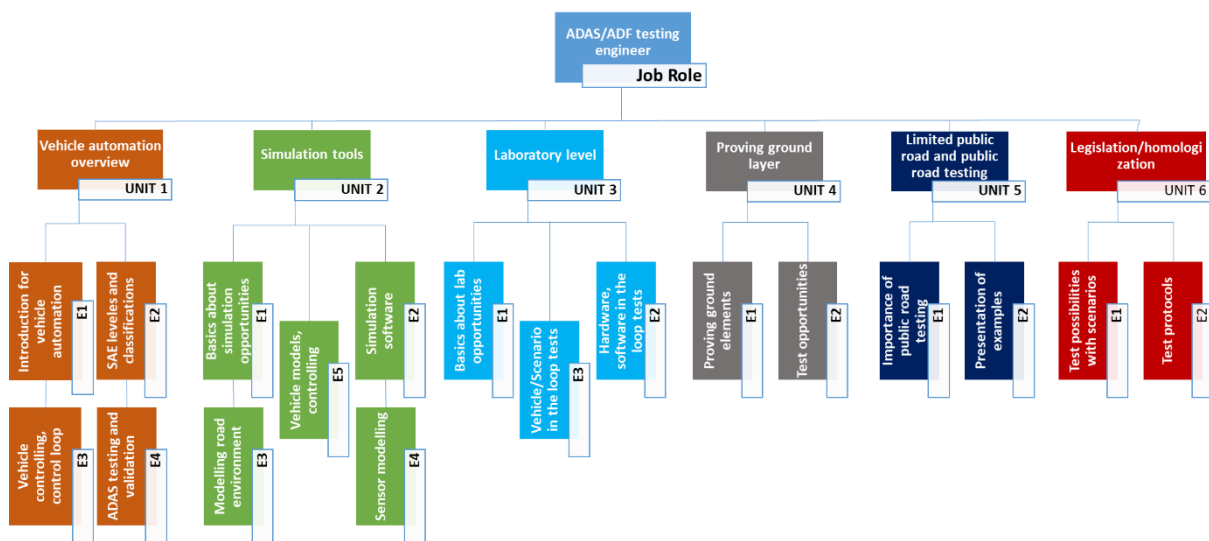 ADAS/ADF testing
engineer
Job Role
Vehicle automation
overview
UNIT 1
Simulation tools
UNIT 2
Laboratory level
UNIT 3
Proving ground
layer
UNIT 4
Limited public
road and public
road testing
UNIT 5
Legislation/homologi
zation
UNIT 6
Introduction for
vehicle
automation
E1
SAE leveles and
classifications
E2
Vehicle
controlling,
control loop
E3
ADAS testing and
validation
E4
Basics about
simulation
opportunities
E1
Vehicle models,
controlling
E5
Simulation
software
E2
Modelling road
environment
E3
Sensor modelling
E4
Basics about lab
opportunities
E1
Vehicle/Scenario
in the loop tests
E3
Hardware,
software in the
loop tests
E2
Proving ground
elements
E1
Test opportunities
E2
Importance of
public road
testing
E1
Presentation of
examples
E2
Test possibilities
with scenarios
E1
Test protocols
E2